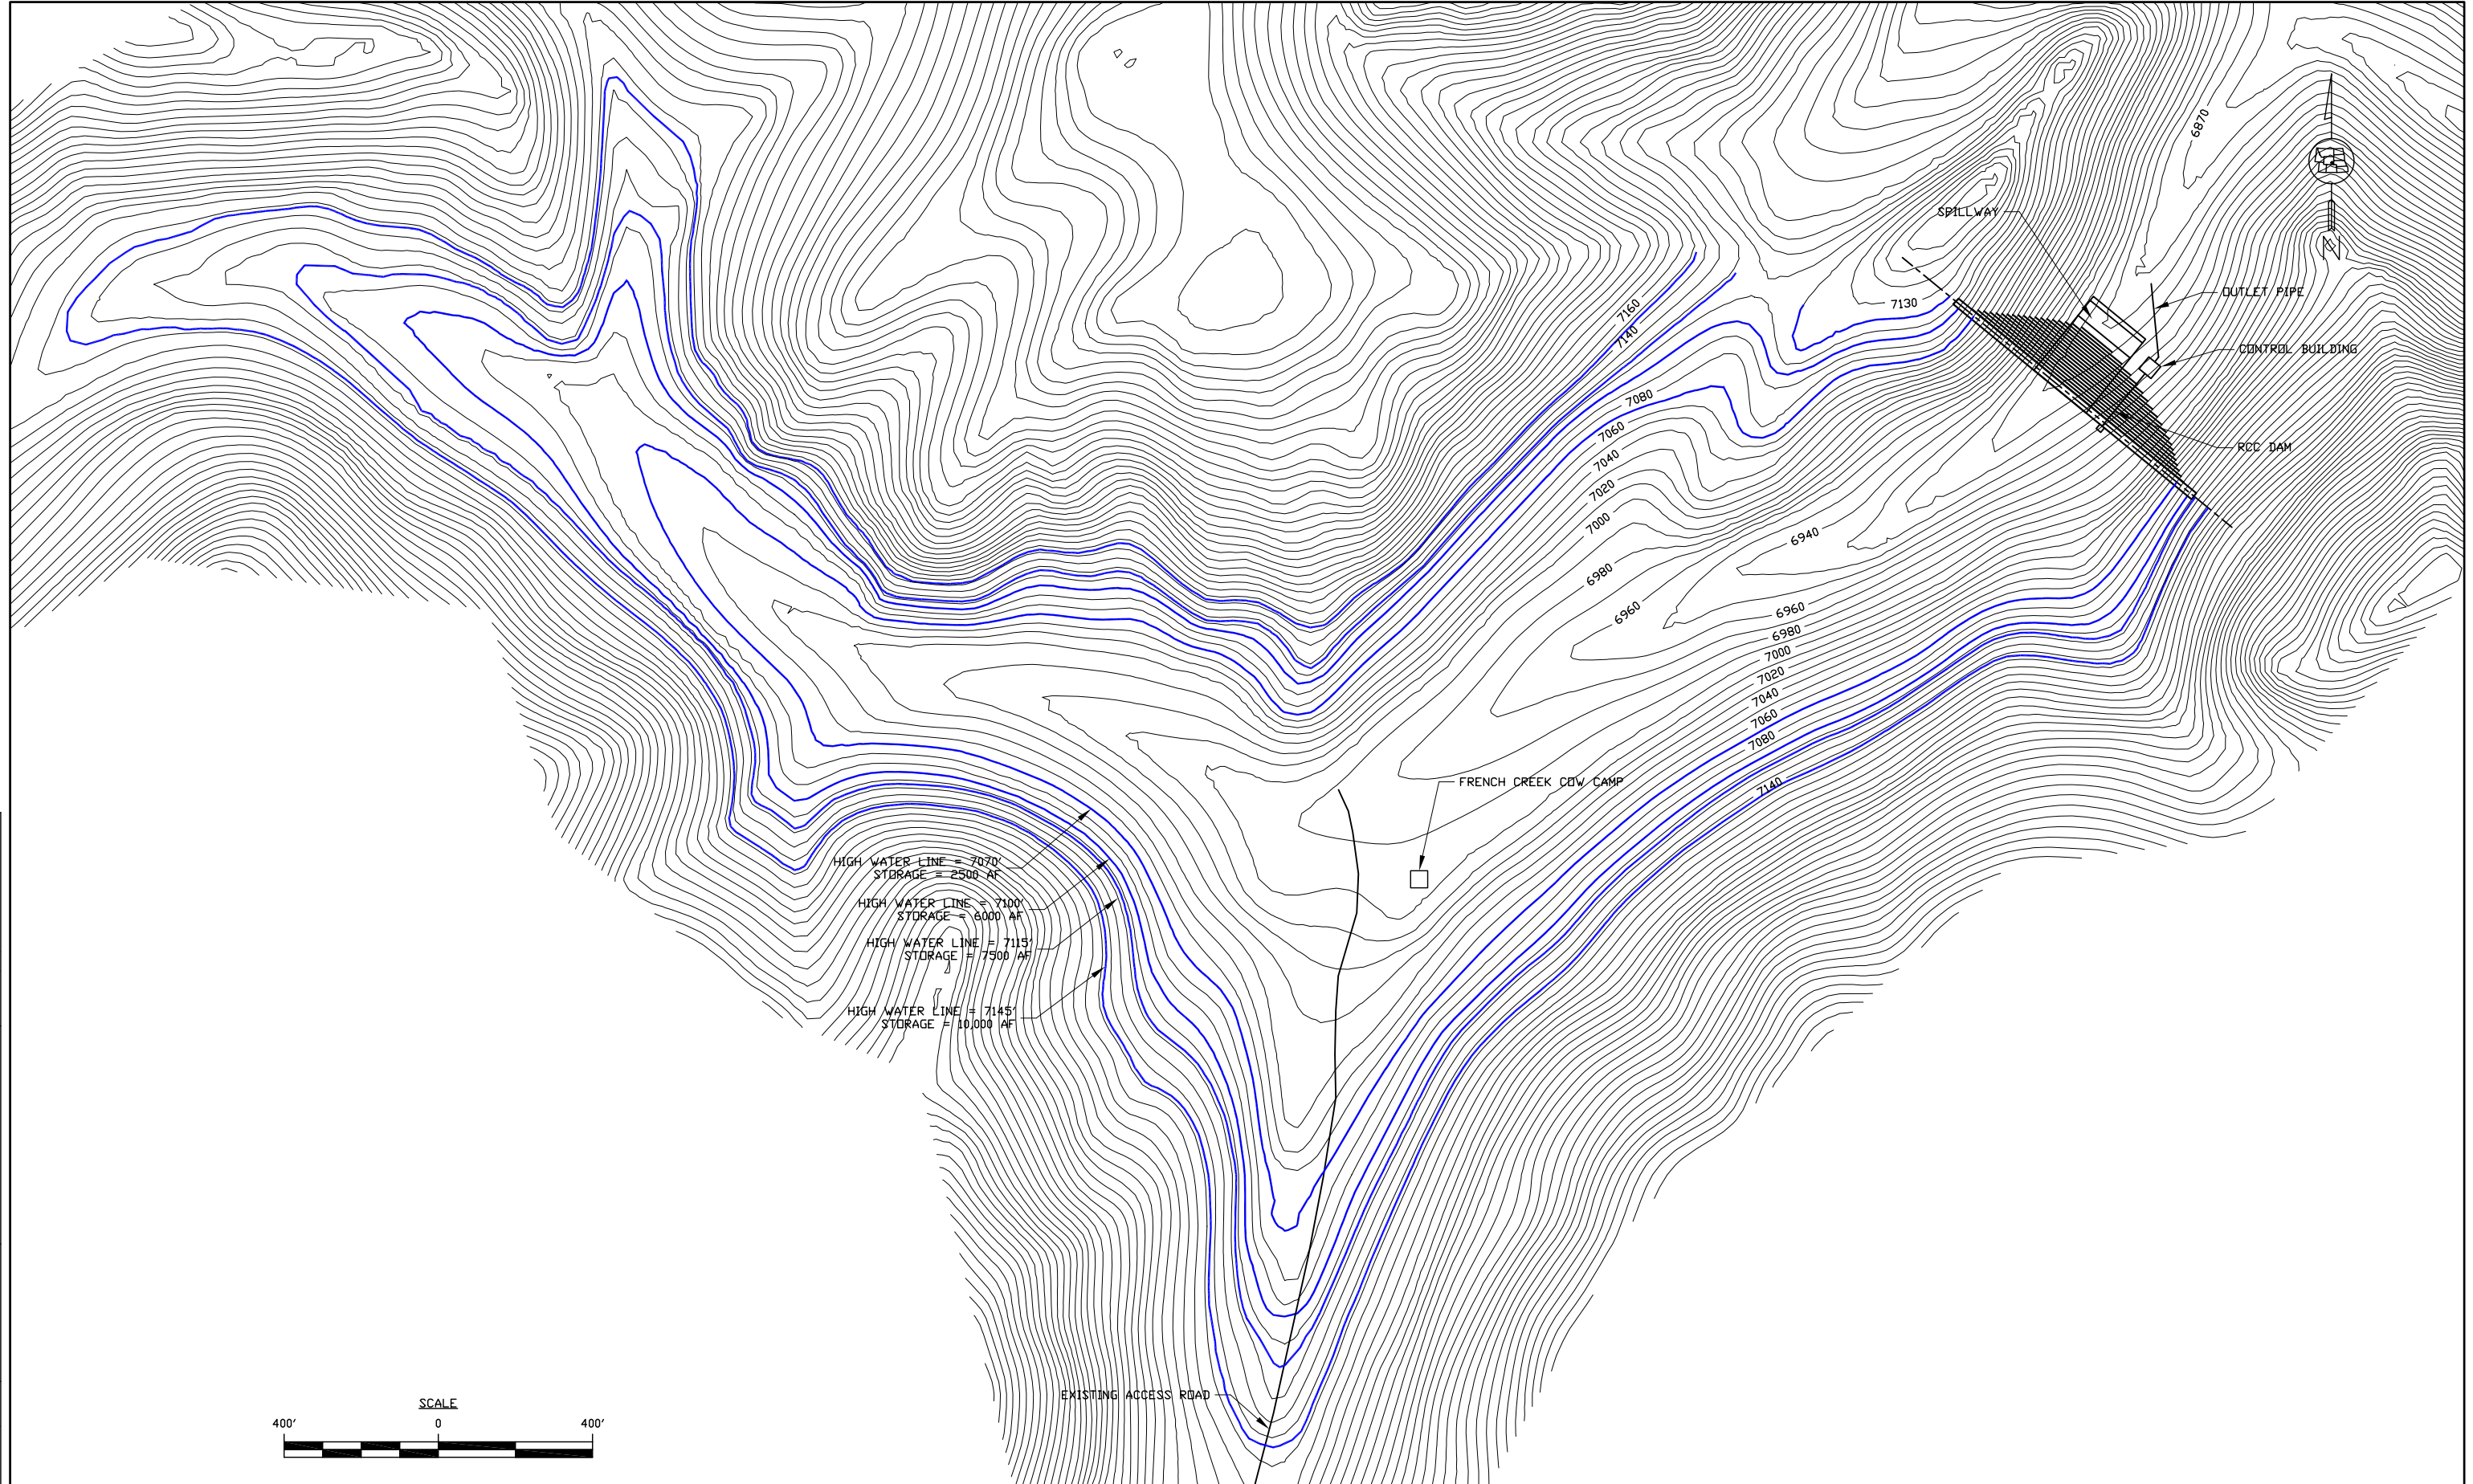 6870
SPILLWAY
OUTLET PIPE
7130
7160
7140
CONTROL BUILDING
7080
7060
RCC DAM
7040
7020
7000
6940
6980
6960
6960
6980
7000
7020
7040
7060
7080
7140
FRENCH CREEK COW CAMP
HIGH WATER LINE = 7070'
STORAGE = 2500 AF
HIGH WATER LINE = 7100'
STORAGE = 6000 AF
HIGH WATER LINE = 7115'
STORAGE = 7500 AF
HIGH WATER LINE = 7145'
STORAGE = 10,000 AF
EXISTING ACCESS ROAD
SCALE
400' 0 400'
N